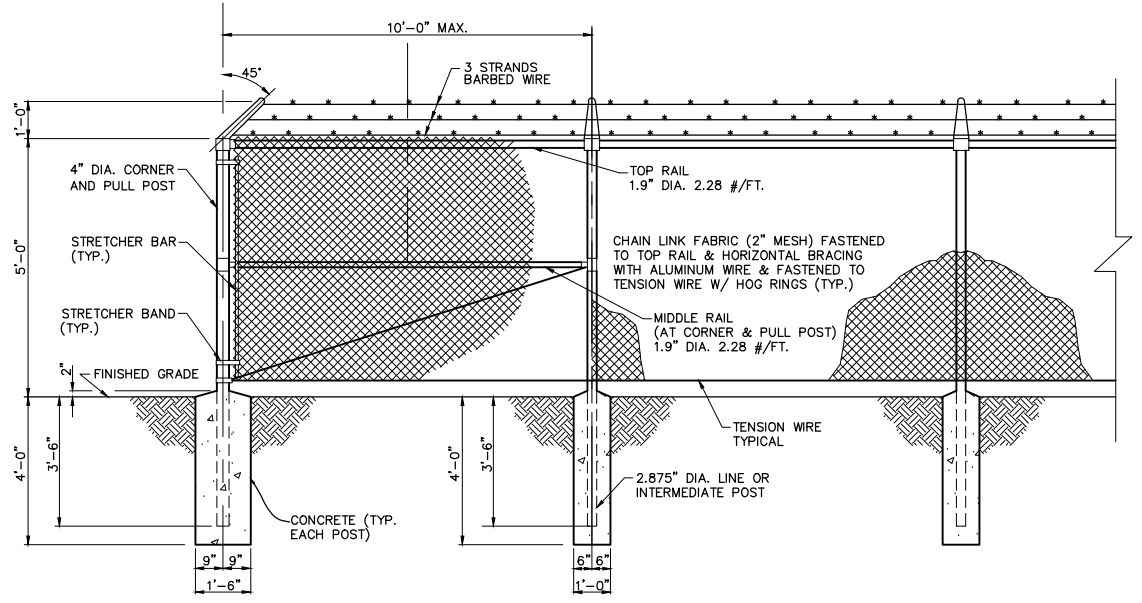 10'-0" MAX.
45°
3 STRANDS
BARBED WIRE
1'-0"
4" DIA. CORNER
AND PULL POST
TOP RAIL
1.9" DIA. 2.28 #/FT.
STRETCHER BAR
(TYP.)
CHAIN LINK FABRIC (2" MESH) FASTENED
TO TOP RAIL & HORIZONTAL BRACING
WITH ALUMINUM WIRE & FASTENED TO
TENSION WIRE W/ HOG RINGS (TYP.)
5'-0"
STRETCHER BAND
(TYP.)
MIDDLE RAIL
(AT CORNER & PULL POST)
1.9" DIA. 2.28 #/FT.
2"
FINISHED GRADE
TENSION WIRE
TYPICAL
4'-0"
3'-6"
4'-0"
3'-6"
2.875" DIA. LINE OR
INTERMEDIATE POST
CONCRETE (TYP.
EACH POST)
9" 9"
6" 6"
1'-6"
1'-0"